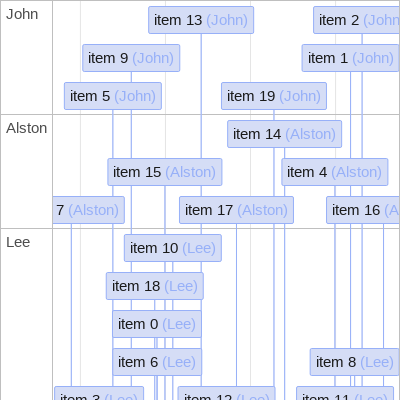 John
item 13 (John)
item 2 (John
item 9 (John)
item 1 (John)
item 5 (John)
item 19 (John)
Alston
item 14 (Alston)
item 15 (Alston)
item 4 (Alston)
7 (Alston)
item 17 (Alston)
item 16 (A
Lee
item 10 (Lee)
item 18 (Lee)
item 0 (Lee)
item 6 (Lee)
item 8 (Lee)
item 3 (Lee)
item 12 (Lee)
item 11 (Lee)